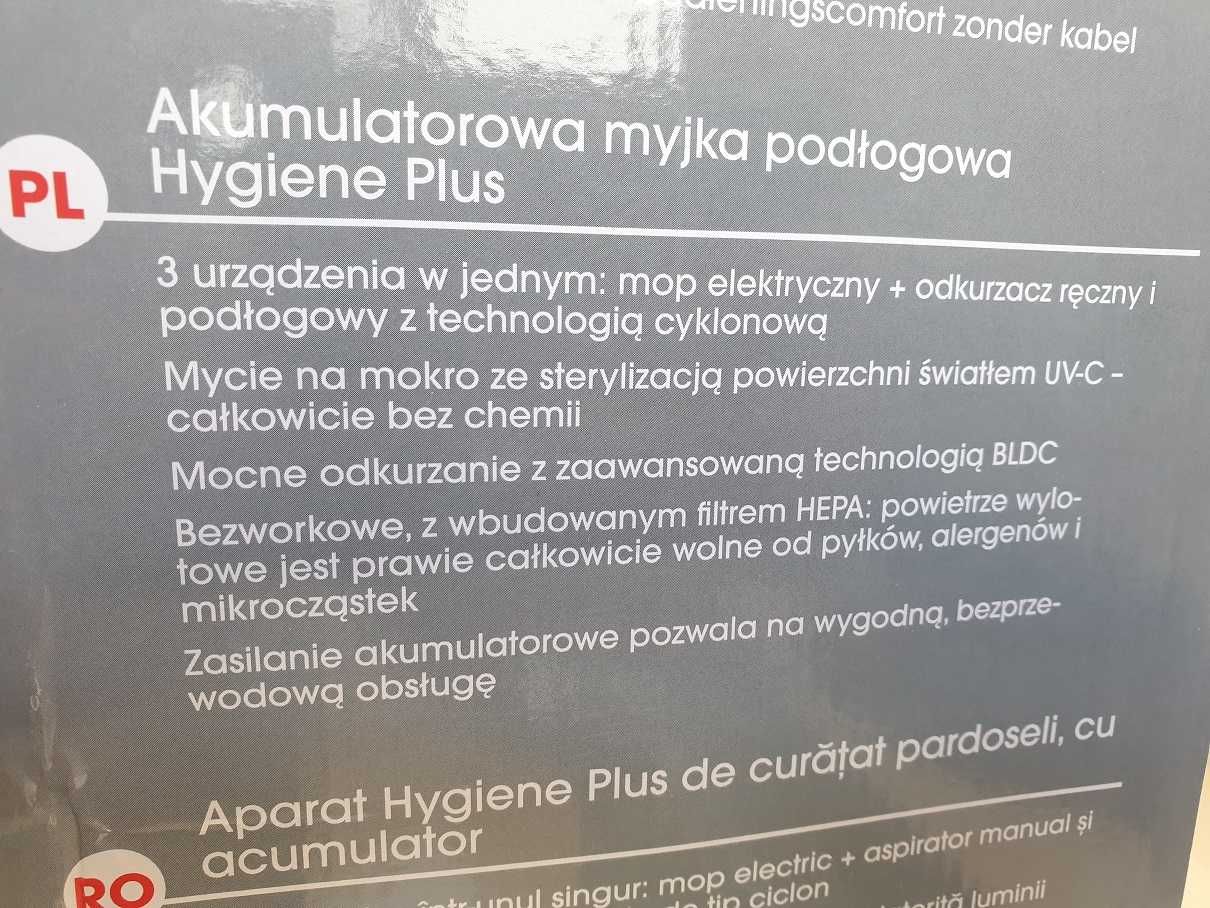 zonder kabel
Akumulatorowa myjka podłogowa
Hygiene Plus
PL
3 urządzenia w jednym: mop elektryczny + odkurzacz ręczny i
podłogowy z technologią cyklonową
Mycie na mokro ze sterylizacją powierzchni światłem UV-C –
całkowicie bez chemii
Mocne odkurzanie z zaawansowaną technologią BLDC
Bezworkowe, z wbudowanym filtrem HEPA: powietrze wylo-
towe jest prawie całkowicie wolne od pyłków, alergenów i
mikrocząstek
Zasilanie akumulatorowe pozwala na wygodną, bezprze-
wodową obsługę
Aparat Hygiene Plus de curățat pardoseli, cu
acumulator
RO
singur: mop electric + aspirator manual și
tip ciclon
luminii